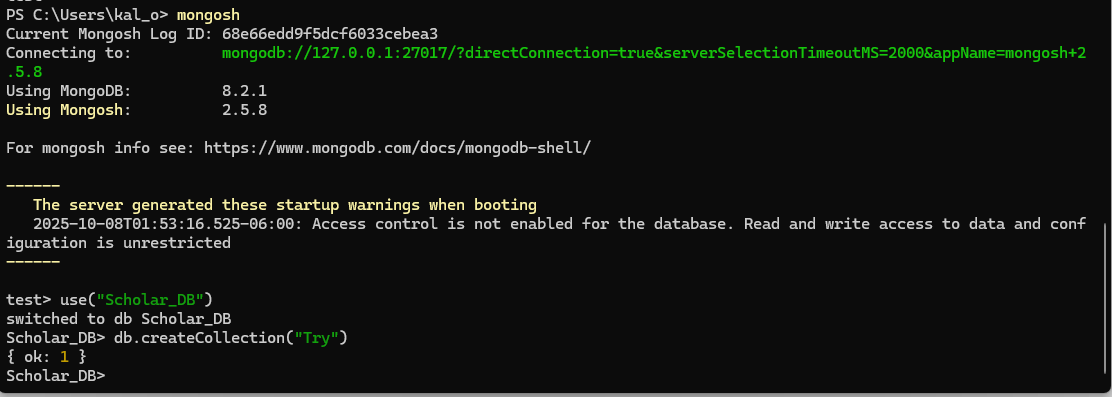 PS C:\Users\kal_o> mongosh
Current Mongosh Log ID: 68e66edd9f5dcf6033cebea3
Connecting to:          mongodb://127.0.0.1:27017/?directConnection=true&serverSelectionTimeoutMS=2000&appName=mongosh+2
.5.8
Using MongoDB:          8.2.1
Using Mongosh:          2.5.8
For mongosh info see: https://www.mongodb.com/docs/mongodb-shell/
------
   The server generated these startup warnings when booting
   2025-10-08T01:53:16.525-06:00: Access control is not enabled for the database. Read and write access to data and conf
iguration is unrestricted
------
test> use("Scholar_DB")
switched to db Scholar_DB
Scholar_DB> db.createCollection("Try")
{ ok: 1 }
Scholar_DB>